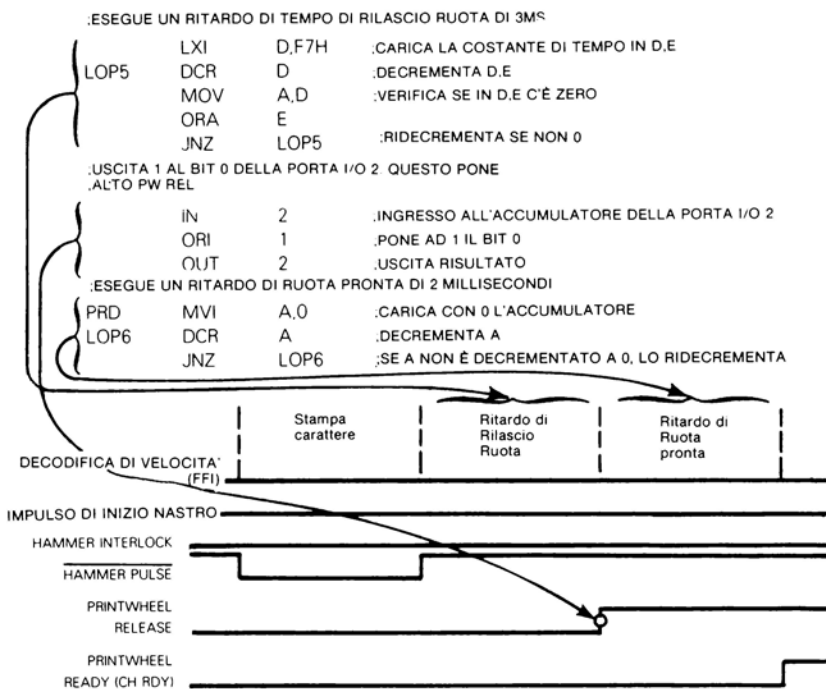 ;ESEGUE UN RITARDO DI TEMPO DI RILASCIO RUOTA DI 3MS
LXI D,F7H ;CARICA LA COSTANTE DI TEMPO IN D,E
LOP5 DCR D ;DECREMENTA D,E
MOV A,D ;VERIFICA SE IN D,E C'È ZERO
ORA E
JNZ LOP5 ;RIDECREMENTA SE NON 0
;USCITA 1 AL BIT 0 DELLA PORTA I/O 2. QUESTO PONE
;ALTO PW REL
IN 2 ;INGRESSO ALL'ACCUMULATORE DELLA PORTA I/O 2
ORI 1 ;PONE AD 1 IL BIT 0
OUT 2 ;USCITA RISULTATO
;ESEGUE UN RITARDO DI RUOTA PRONTA DI 2 MILLISECONDI
PRD MVI A,0 ;CARICA CON 0 L'ACCUMULATORE
LOP6 DCR A ;DECREMENTA A
JNZ LOP6 ;SE A NON È DECREMENTATO A 0, LO RIDECREMENTA
Stampa
carattere
Ritardo di
Rilascio
Ruota
Ritardo di
Ruota
pronta
DECODIFICA DI VELOCITA'
(FFI)
IMPULSO DI INIZIO NASTRO
HAMMER INTERLOCK
HAMMER PULSE
PRINTWHEEL
RELEASE
PRINTWHEEL
READY (CH RDY)